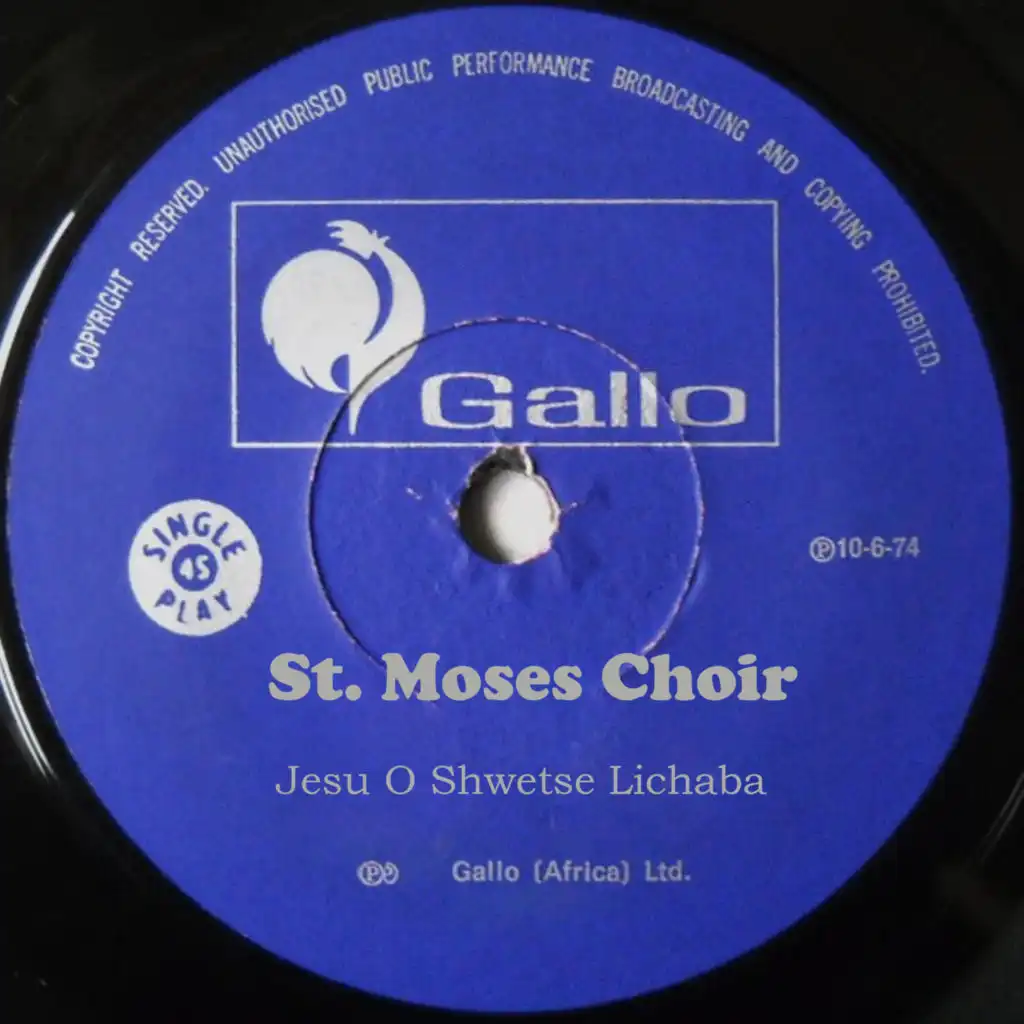 COPYRIGHT RESERVED. UNAUTHORISED PUBLIC PERFORMANCE BROADCASTING AND COPYING PROHIBITED.
Gallo
SINGLE
45
PLAY
Ⓟ10-6-74
St. Moses Choir
Jesu O Shwetse Lichaba
Ⓟ Gallo (Africa) Ltd.